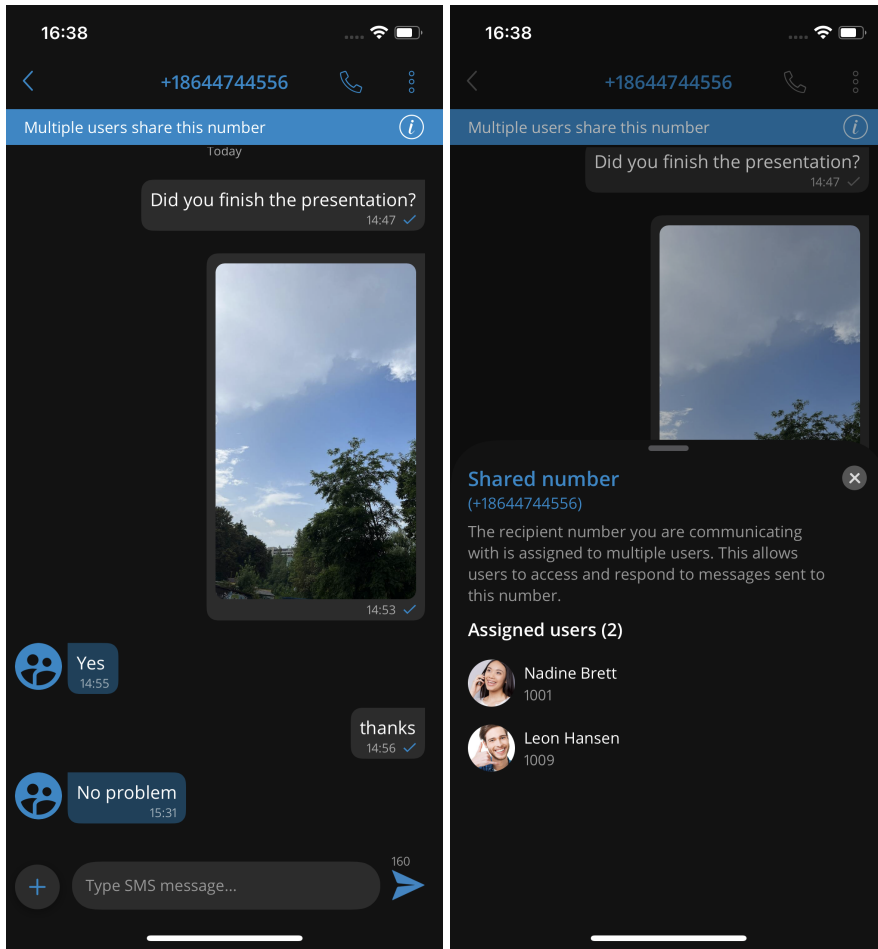 16:38
+18644744556
Multiple users share this number
Today
Did you finish the presentation?
14:47
14:53
Yes
14:55
thanks
14:56
No problem
15:31
160
Type SMS message...
16:38
+18644744556
Multiple users share this number
Did you finish the presentation?
14:47
Shared number
(+18644744556)
The recipient number you are communicating
with is assigned to multiple users. This allows
users to access and respond to messages sent to
this number.
Assigned users (2)
Nadine Brett
1001
Leon Hansen
1009